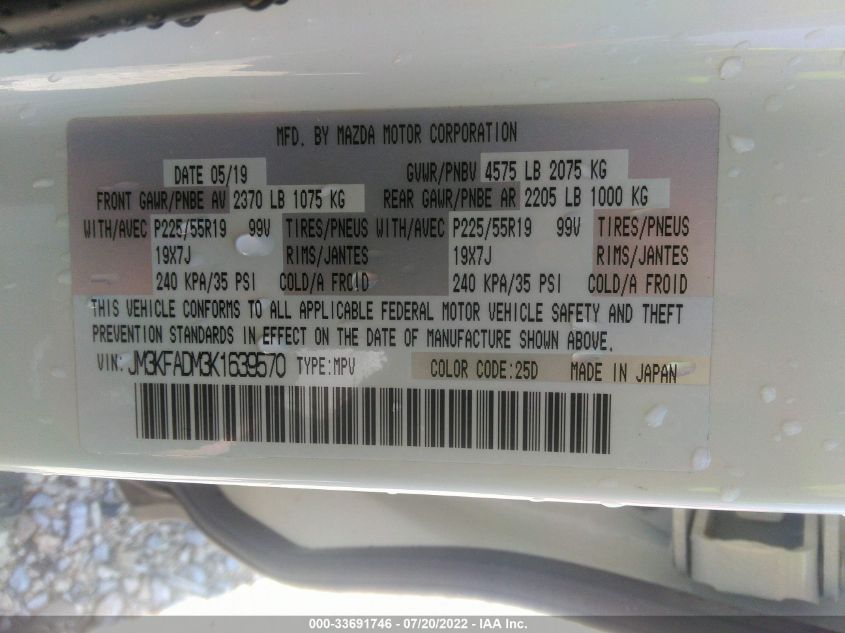 MFD. BY MAZDA MOTOR CORPORATION
DATE 05/19 GVWR/PNBV 4575 LB 2075 KG
FRONT GAWR/PNBE AV 2370 LB 1075 KG REAR GAWR/PNBE AR 2205 LB 1000 KG
WITH/AVEC P225/55R19 99V TIRES/PNEUS WITH/AVEC P225/55R19 99V TIRES/PNEUS
19X7J RIMS/JANTES 19X7J RIMS/JANTES
240 KPA/35 PSI COLD/A FROID 240 KPA/35 PSI COLD/A FROID
THIS VEHICLE CONFORMS TO ALL APPLICABLE FEDERAL MOTOR VEHICLE SAFETY AND THEFT
PREVENTION STANDARDS IN EFFECT ON THE DATE OF MANUFACTURE SHOWN ABOVE.
VIN: JM3KFADM3K1639570 TYPE:MPV COLOR CODE:25D MADE IN JAPAN
000-33691746 - 07/20/2022 - IAA Inc.